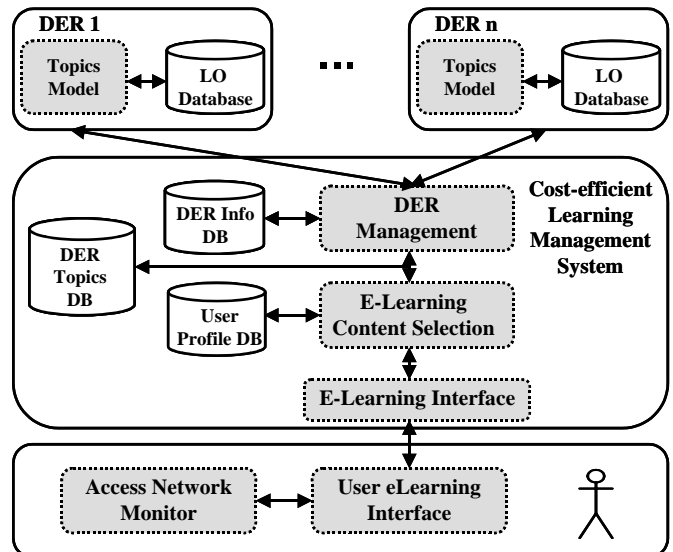 DER 1
Topics
Model
LO
Database
...
DER n
Topics
Model
LO
Database
DER Info
DB
DER
Management
Cost-efficient
Learning
Management
System
DER
Topics
DB
User
Profile DB
E-Learning
Content Selection
E-Learning Interface
Access Network
Monitor
User eLearning
Interface